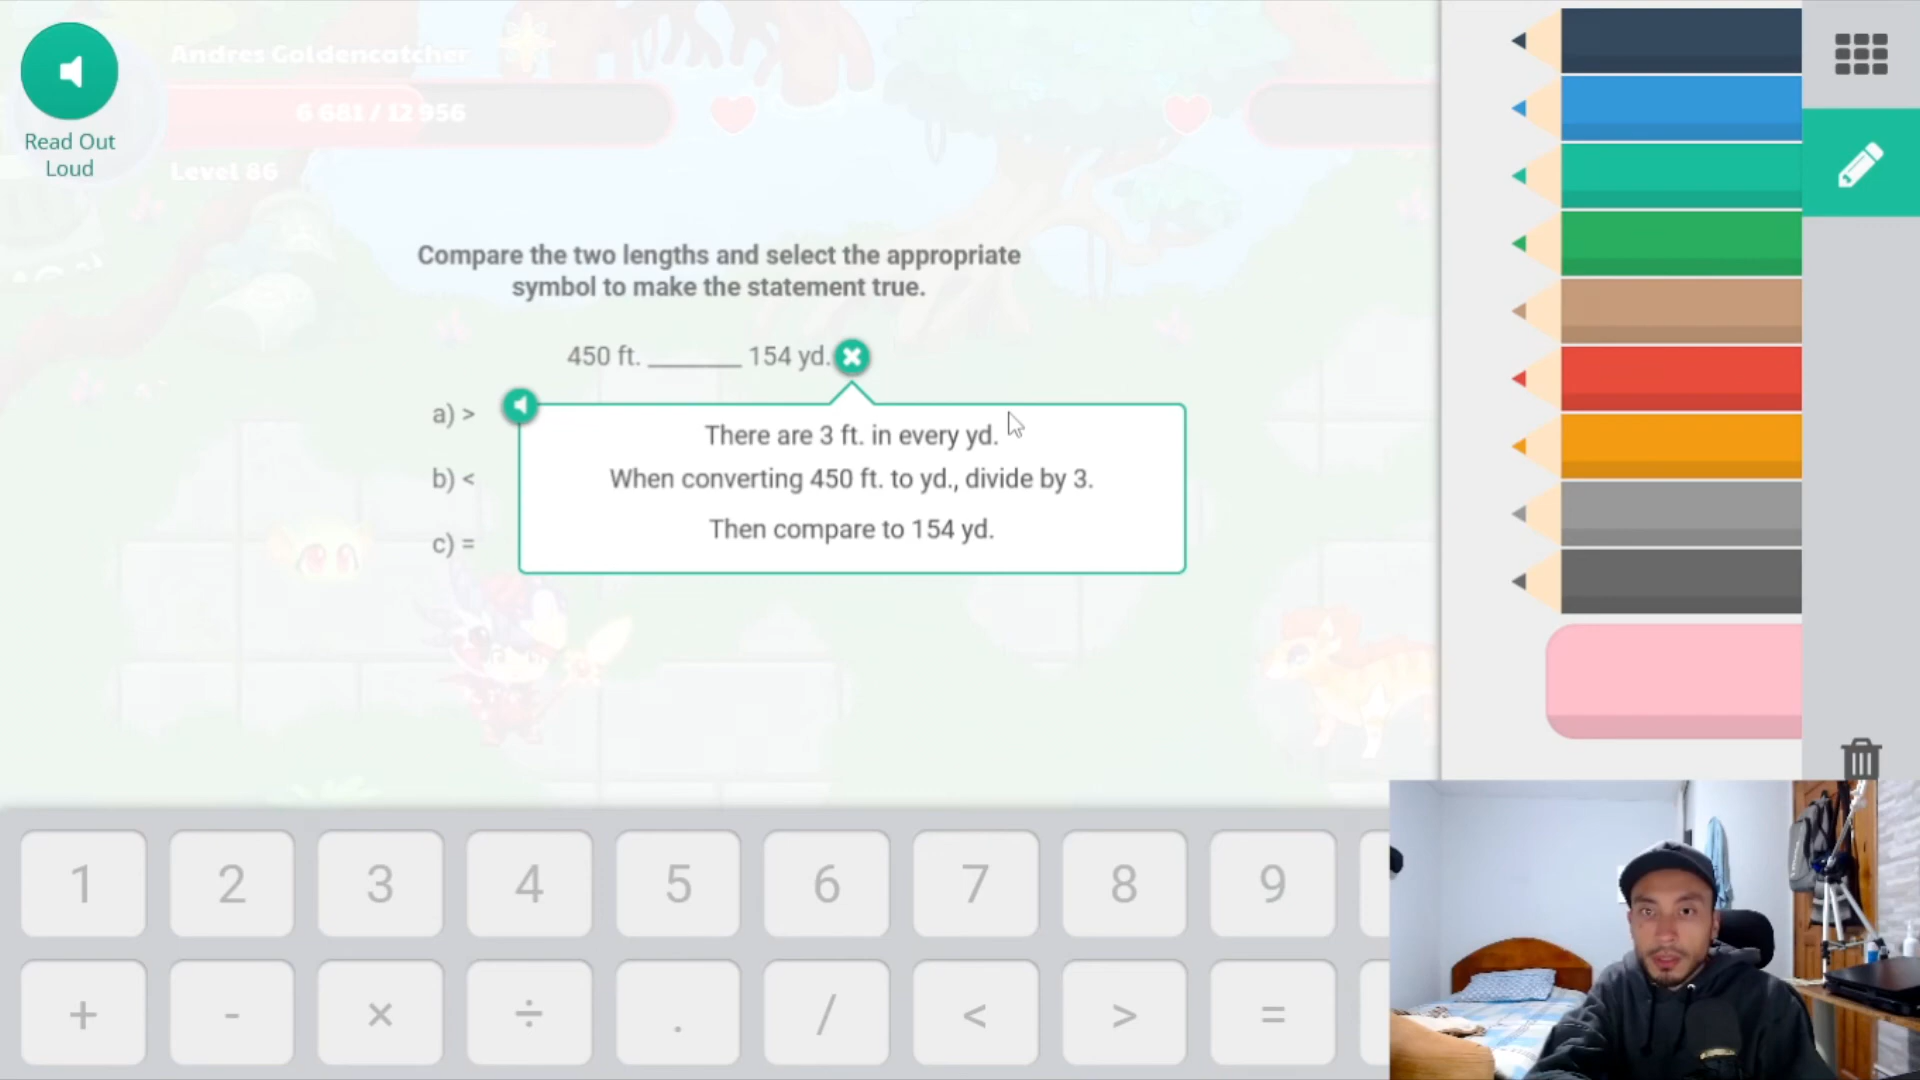 Andres Goldencatcher
6 681 / 12 956
Level 86
Read Out
Loud
Compare the two lengths and select the appropriate
symbol to make the statement true.
450 ft. _______ 154 yd.
a) >
b) <
c) =
There are 3 ft. in every yd.
When converting 450 ft. to yd., divide by 3.
Then compare to 154 yd.
1 2 3 4 5 6 7 8 9
+ - × ÷ . / < > =